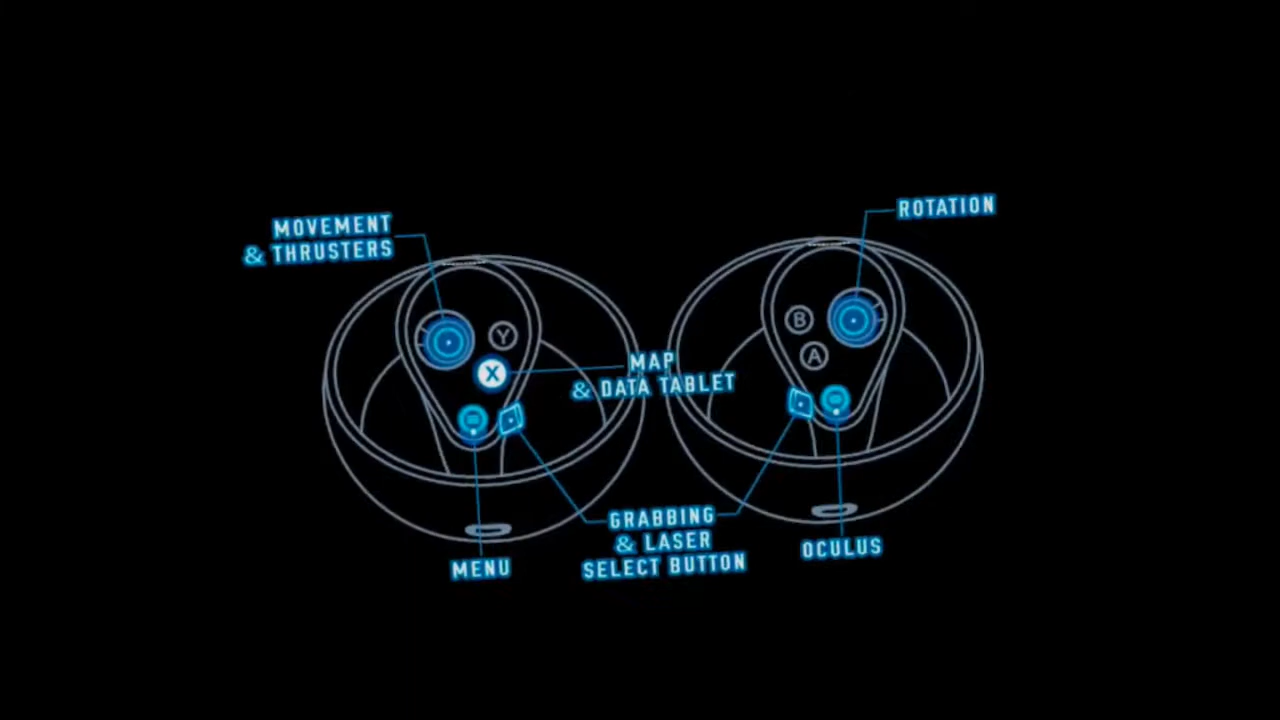 ROTATION
MOVEMENT
& THRUSTERS
B
Y
A
MAP
X
& DATA TABLET
GRABBING
& LASER
SELECT BUTTON
OCULUS
MENU